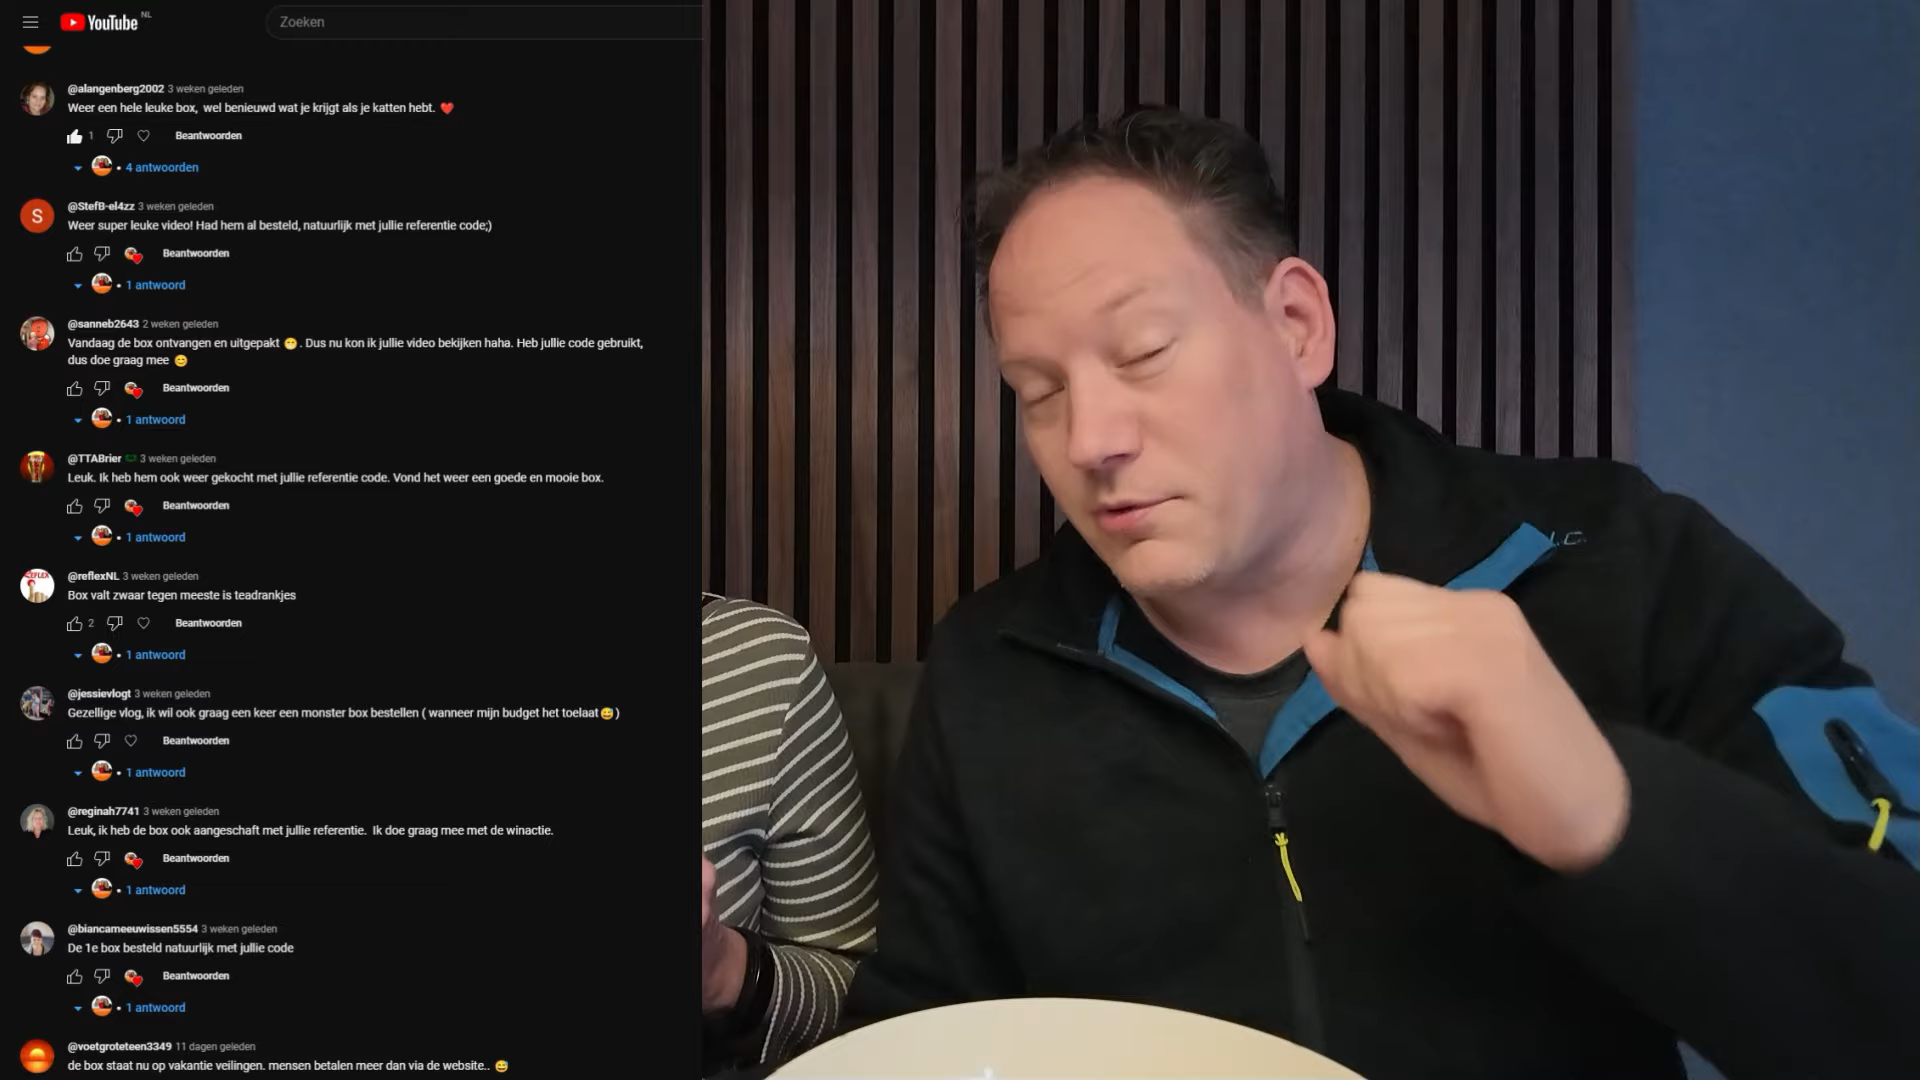 YouTube NL
Zoeken
@alangenberg2002 3 weken geleden
Weer een hele leuke box, wel benieuwd wat je krijgt als je katten hebt. ❤️
1 Beantwoorden
• 4 antwoorden
S
@StefB-el4zz 3 weken geleden
Weer super leuke video! Had hem al besteld, natuurlijk met jullie referentie code;)
Beantwoorden
• 1 antwoord
@sanneb2643 2 weken geleden
Vandaag de box ontvangen en uitgepakt 😁. Dus nu kon ik jullie video bekijken haha. Heb jullie code gebruikt,
dus doe graag mee 😊
Beantwoorden
• 1 antwoord
@TTABrier 3 weken geleden
Leuk. Ik heb hem ook weer gekocht met jullie referentie code. Vond het weer een goede en mooie box.
Beantwoorden
• 1 antwoord
REFLEX
@reflexNL 3 weken geleden
Box valt zwaar tegen meeste is teadrankjes
2 Beantwoorden
• 1 antwoord
@jessievlogt 3 weken geleden
Gezellige vlog, ik wil ook graag een keer een monster box bestellen ( wanneer mijn budget het toelaat😅)
Beantwoorden
• 1 antwoord
@reginah7741 3 weken geleden
Leuk, ik heb de box ook aangeschaft met jullie referentie. Ik doe graag mee met de winactie.
Beantwoorden
• 1 antwoord
@biancameeuwissen5554 3 weken geleden
De 1e box besteld natuurlijk met jullie code
Beantwoorden
• 1 antwoord
@voetgroteteen3349 11 dagen geleden
de box staat nu op vakantie veilingen. mensen betalen meer dan via de website.. 😅